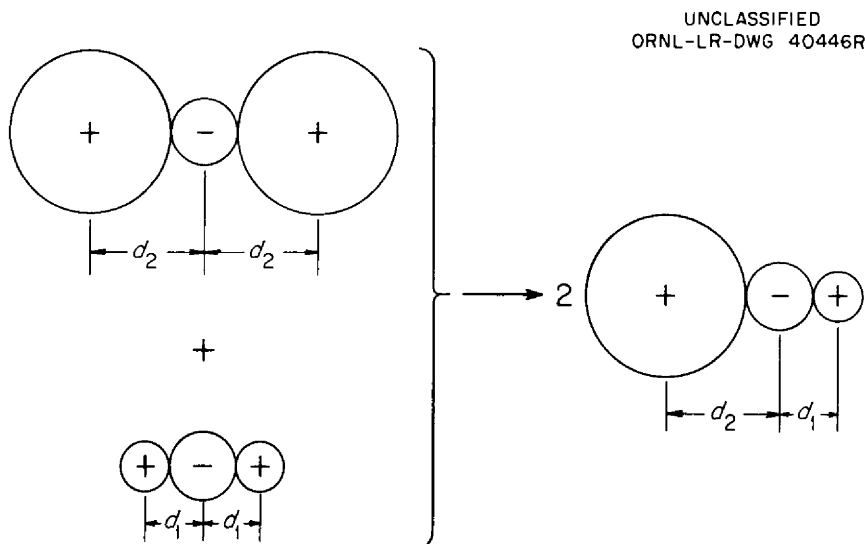 UNCLASSIFIED
ORNL-LR-DWG 40446R
+ - +
d₂ d₂
+
+ - +
d₁ d₁
2
+ - +
d₂ d₁